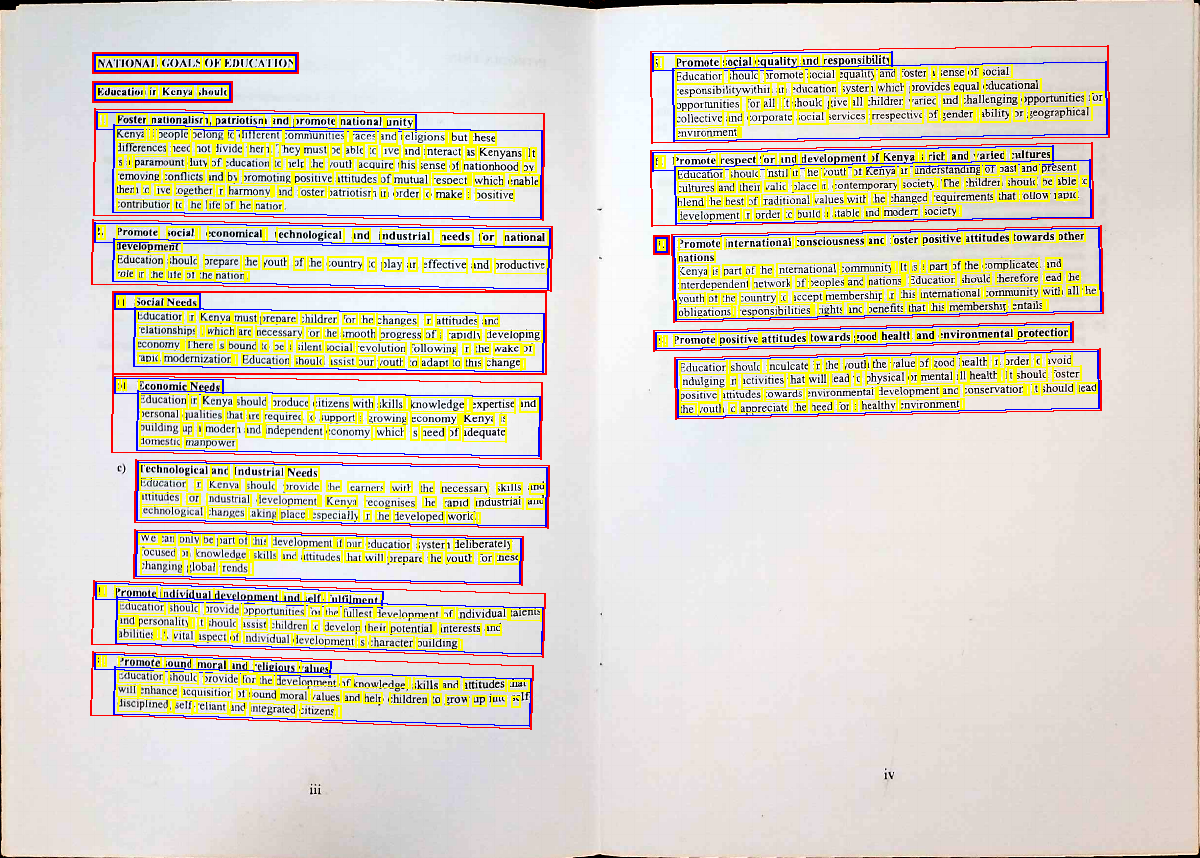 NATIONAL GOALS OF EDUCATION
Education in Kenya should
Foster nationalism, patriotism and promote national unity
Kenya's people belong to different communities races and religions but these
differences need not divide them. They must be able to live and interact as Kenyans It
is a paramount duty of education to help the youth acquire this sense of nationhood by
removing conflicts and by promoting positive attitudes of mutual respect which enable
them to live together in harmony and foster patriotism in order to make a positive
contribution to the life of the nation.
2. Promote social economical technological and industrial needs for national
development
Education should prepare the youth of the country to play an effective and productive
role in the life of the nation.
Social Needs
Education in Kenya must prepare children for the changes in attitudes and
relationships which are necessary for the smooth progress of a rapidly developing
economy There is bound to be a silent social revolution following in the wake of
rapid modernization Education should assist our youth to adapt to this change
b) Economic Needs
Education in Kenya should produce citizens with skills knowledge expertise and
personal qualities that are required to support a growing economy Kenya is
building up a modern and independent economy which is need of adequate
domestic manpower
c) Technological and Industrial Needs
Education in Kenya should provide the learners with the necessary skills and
attitudes for industrial development Kenya recognises the rapid industrial and
technological changes taking place especially in the developed world.
We can only be part of this development if our education system deliberately
focused on knowledge skills and attitudes that will prepare the youth for these
changing global trends
Promote individual development and self-fulfilment
Education should provide opportunities for the fullest development of individual talents
and personality It should assist children to develop their potential interests and
abilities A vital aspect of individual development is character building
Promote sound moral and religious values
Education should provide for the development of knowledge, skills and attitudes that
will enhance acquisition of sound moral values and help children to grow up into self
disciplined, self-reliant and integrated citizens
iii
Promote social equality and responsibility
Education should promote social equality and foster a sense of social
responsibility within an education system which provides equal educational
opportunities for all It should give all children varied and challenging opportunities for
collective and corporate social services irrespective of gender ability or geographical
environment
Promote respect for and development of Kenya's rich and varied cultures
Education should instil in the youth of Kenya an understanding of past and present
cultures and their valid place in contemporary society The children should be able to
blend the best of traditional values with the changed requirements that follow rapid
development in order to build a stable and modern society
Promote international consciousness and foster positive attitudes towards other
nations
Kenya is part of the international community It is a part of the complicated and
interdependent network of peoples and nations Education should therefore lead the
youth of the country to accept membership in this international community with all the
obligations responsibilities rights and benefits that this membership entails
Promote positive attitudes towards good health and environmental protection
Education should inculcate in the youth the value of good health in order to avoid
indulging in activities that will lead to physical or mental ill health It should foster
positive attitudes towards environmental development and conservation It should lead
the youth to appreciate the need for a healthy environment
iv